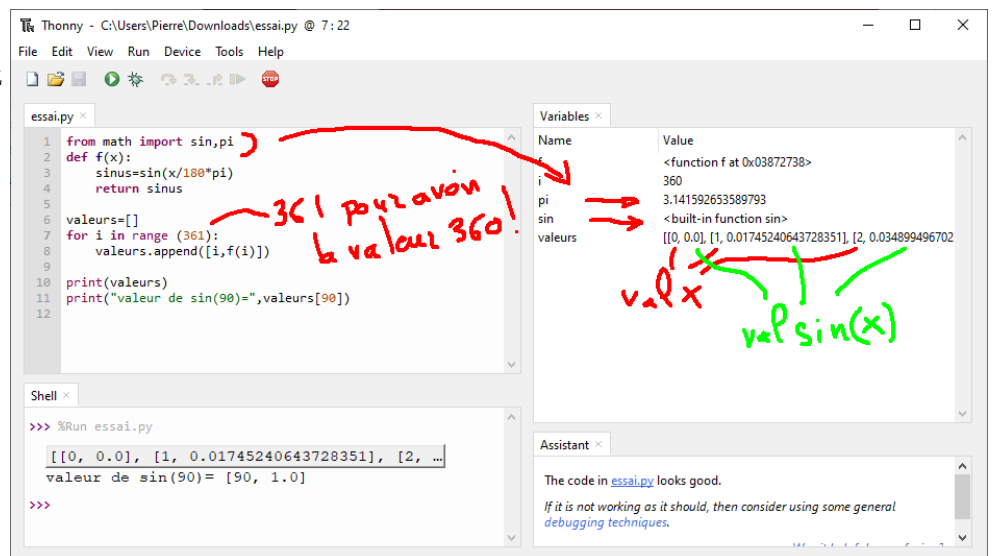 Thonny - C:\Users\Pierre\Downloads\essai.py @ 7:22
File Edit View Run Device Tools Help
STOP
essai.py ×
1 from math import sin,pi
2 def f(x):
3     sinus=sin(x/180*pi)
4     return sinus
5
6 valeurs=[]
7 for i in range (361):
8     valeurs.append([i,f(i)])
9
10 print(valeurs)
11 print("valeur de sin(90)=",valeurs[90])
12
361 pour avoir
la valeur 360!
Variables ×
Name Value
f <function f at 0x03872738>
i 360
pi 3.141592653589793
sin <built-in function sin>
valeurs [[0, 0.0], [1, 0.01745240643728351], [2, 0.034899496702
val x
val sin(x)
Shell ×
>>> %Run essai.py
[[0, 0.0], [1, 0.01745240643728351], [2, …
valeur de sin(90)= [90, 1.0]
>>>
Assistant ×
The code in essai.py looks good.
If it is not working as it should, then consider using some general
debugging techniques.